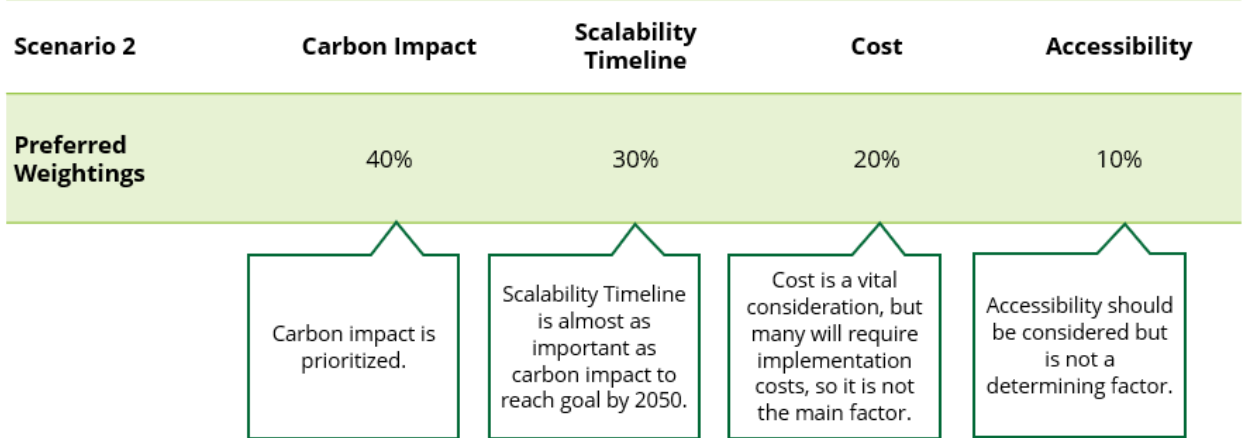 Scenario 2
Carbon Impact
Scalability
Timeline
Cost
Accessibility
Preferred
Weightings
40%
30%
20%
10%
Carbon impact is
prioritized.
Scalability Timeline
is almost as
important as
carbon impact to
reach goal by 2050.
Cost is a vital
consideration, but
many will require
implementation
costs, so it is not
the main factor.
Accessibility should
be considered but
is not a
determining factor.